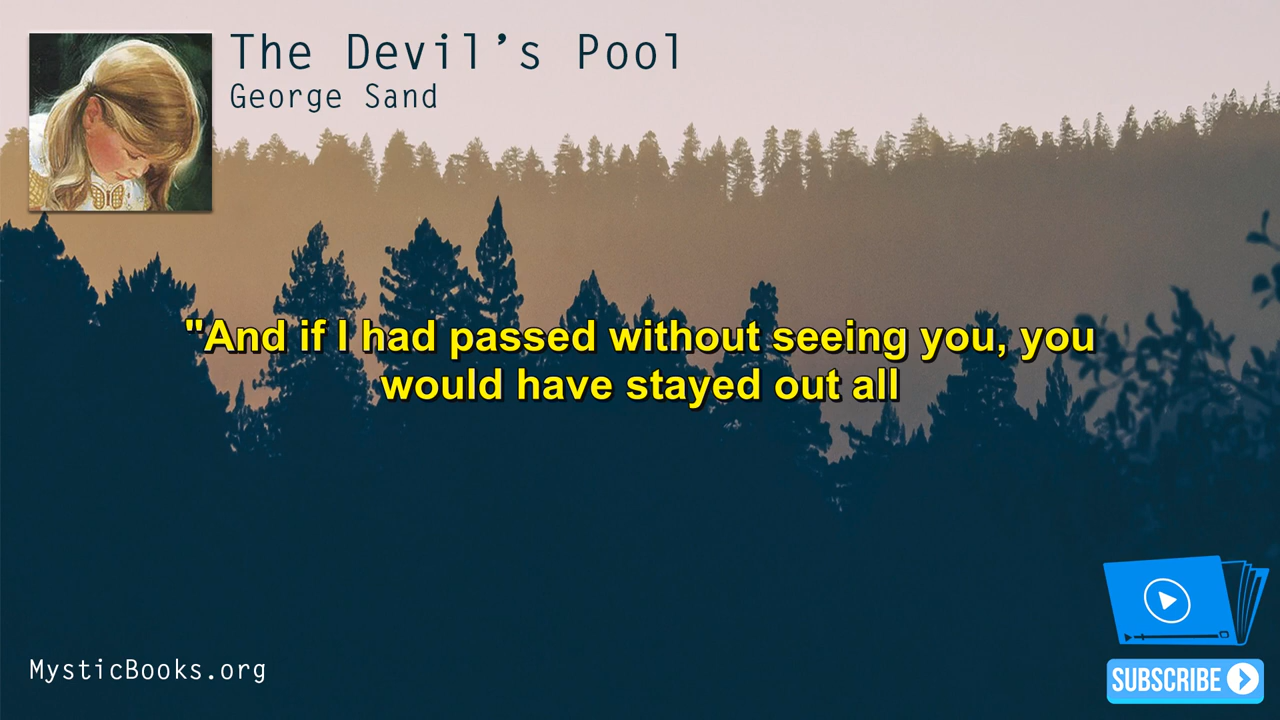 The Devil's Pool
George Sand
"And if I had passed without seeing you, you
would have stayed out all
MysticBooks.org
SUBSCRIBE